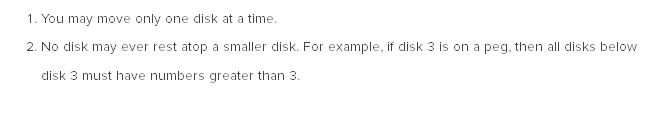 1. You may move only one disk at a time.
2. No disk may ever rest atop a smaller disk. For example, if disk 3 is on a peg, then all disks below
disk 3 must have numbers greater than 3.